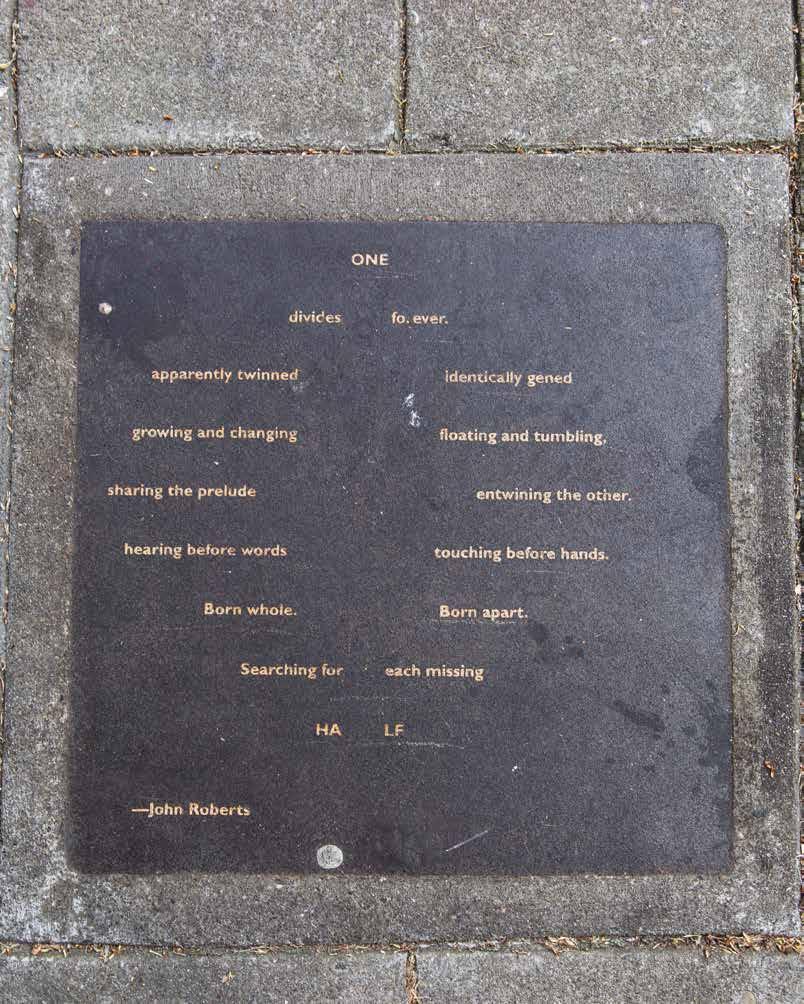 ONE
divides fo.ever.
apparently twinned identically gened
growing and changing floating and tumbling,
sharing the prelude entwining the other.
hearing before words touching before hands.
Born whole. Born apart.
Searching for each missing
HA LF
—John Roberts